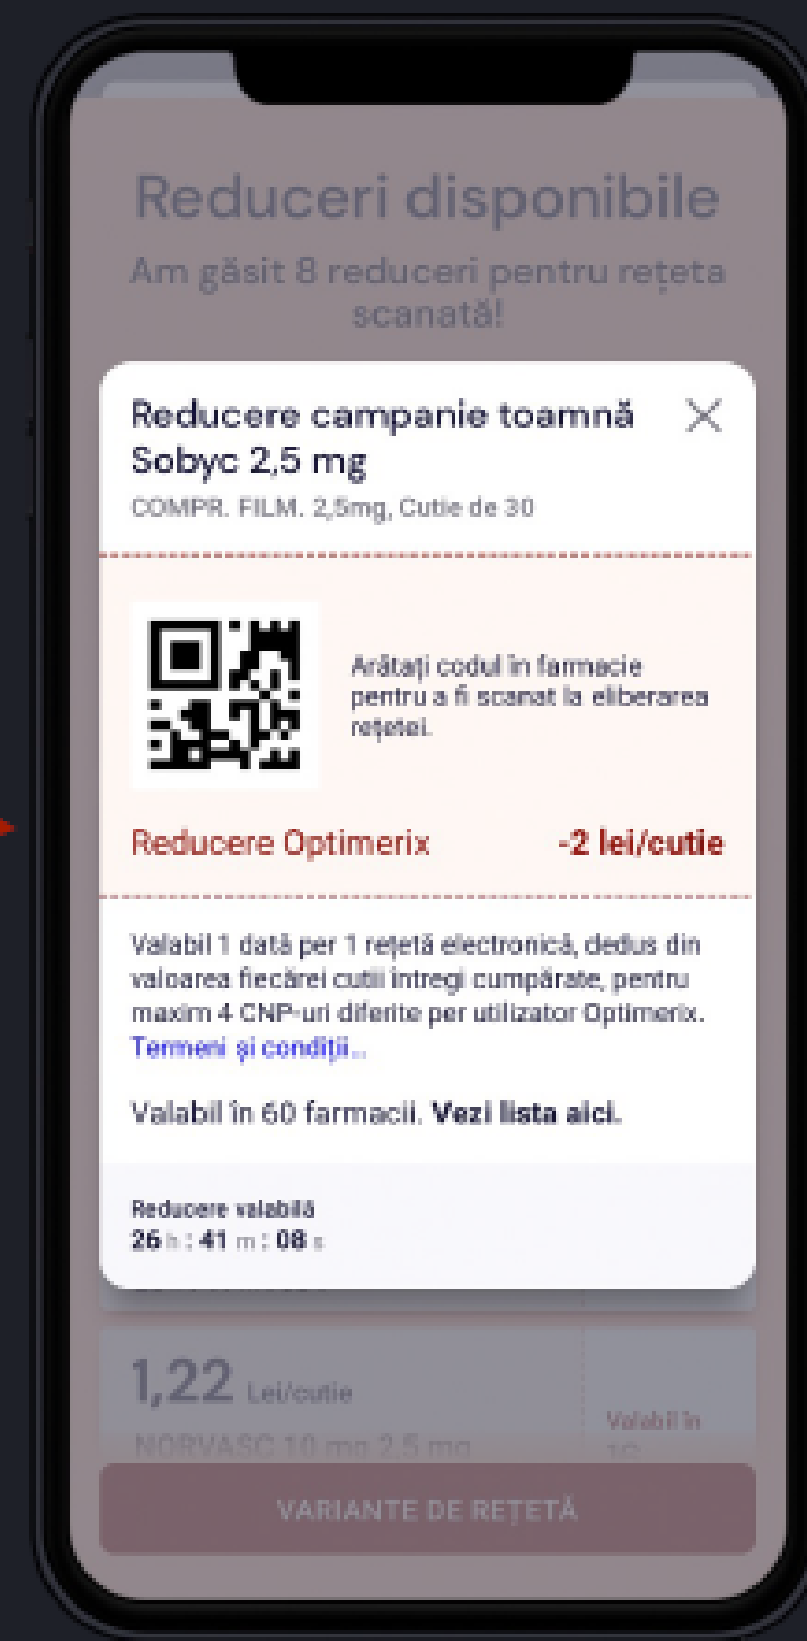 Reduceri disponibile
Am găsit 8 reduceri pentru rețeta
scanată!
Reducere campanie toamnă
Sobyc 2,5 mg
COMPR. FILM. 2,5mg, Cutie de 30
Arătați codul în farmacie
pentru a fi scanat la eliberarea
rețetei.
Reducere Optimerix -2 lei/cutie
Valabil 1 dată per 1 rețetă electronică, dedus din
valoarea fiecărei cutii întregi cumpărate, pentru
maxim 4 CNP-uri diferite per utilizator Optimerix.
Termeni și condiții...
Valabil în 60 farmacii. Vezi lista aici.
Reducere valabilă
26 h : 41 m : 08 s
1,22 Lei/cutie
Valabil în
NORVASC 10 mg 2,5 mg
VARIANTE DE REȚETĂ